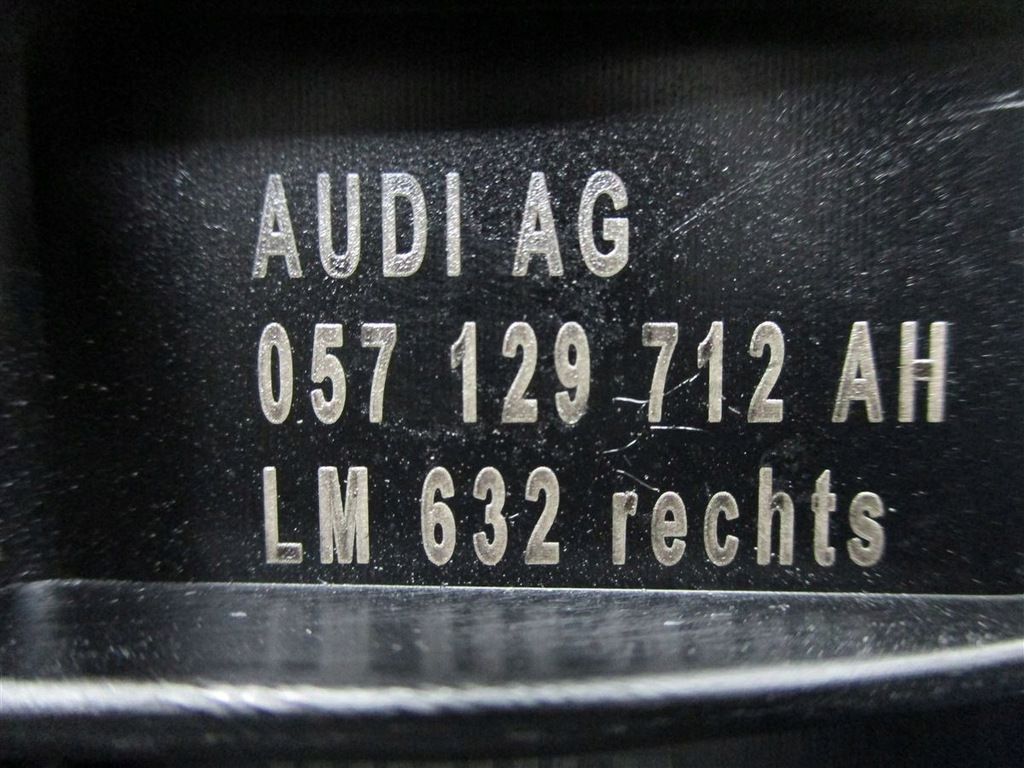 AUDI AG
057 129 712 AH
LM 632 rechts